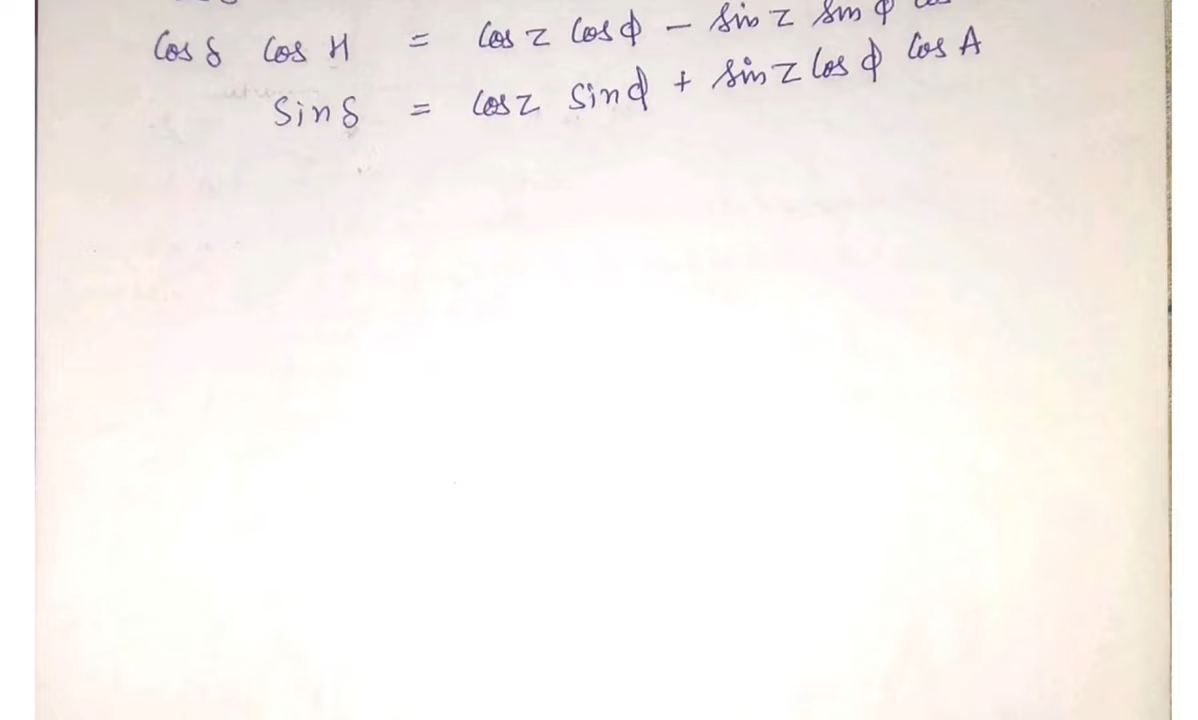 Cos δ Cos H = Cos z Cos ϕ - Sin z Sin ϕ
Sin δ = Cos z Sin ϕ + Sin z Cos ϕ Cos A